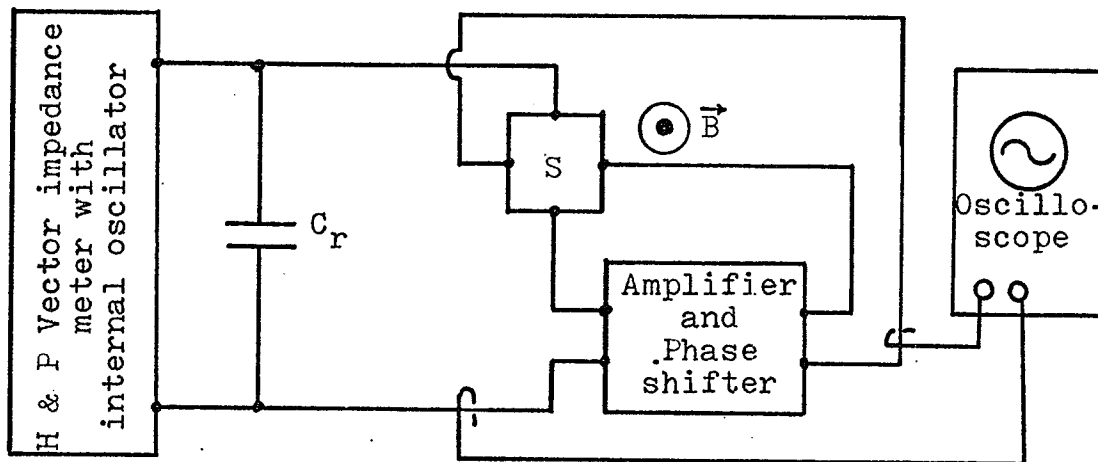 H & P Vector impedance
meter with
internal oscillator
C_r
S
B
Amplifier
and
.Phase
shifter
Oscillo-
scope